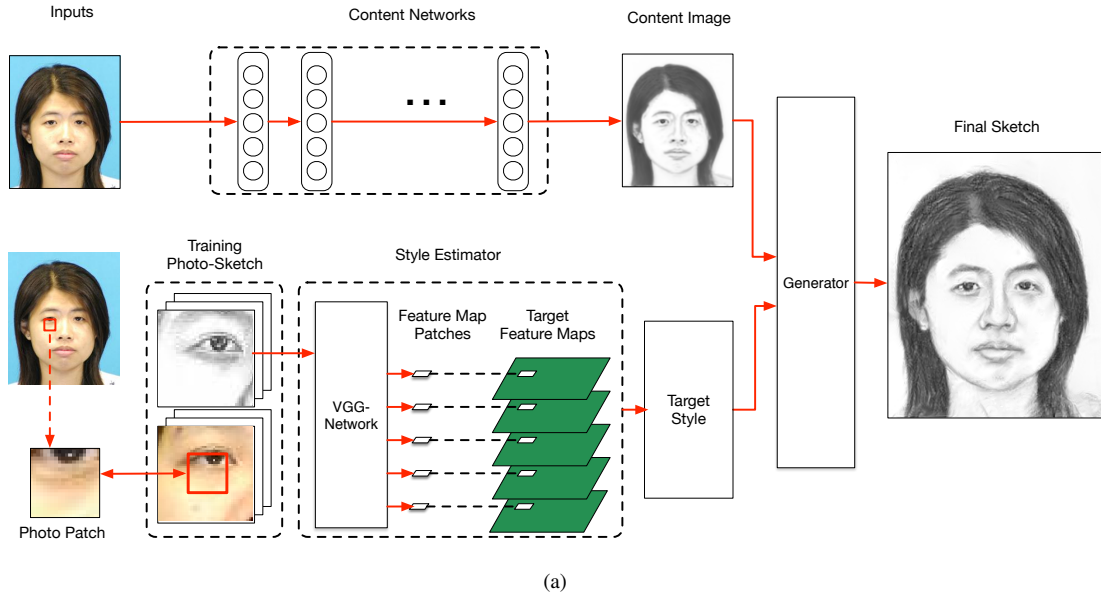 Inputs
Content Networks
Content Image
...
Final Sketch
Training
Photo-Sketch
Style Estimator
Feature Map
Patches
Target
Feature Maps
VGG-
Network
Target
Style
Generator
Photo Patch
(a)